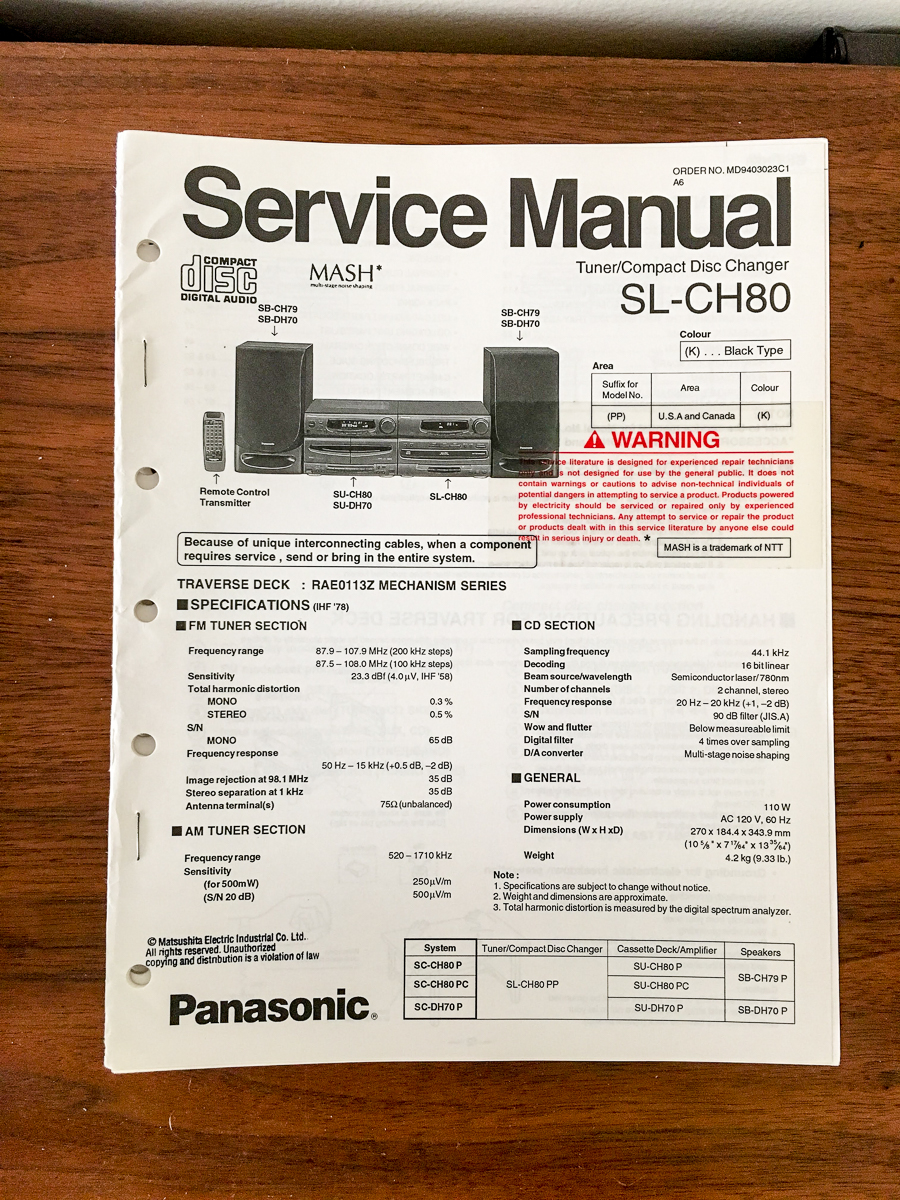 ORDER NO. MD9403023C1
A6
Service Manual
COMPACT
disc
DIGITAL AUDIO
MASH*
multi-stage noise shaping
Tuner/Compact Disc Changer
SL-CH80
SB-CH79
SB-DH70
SB-CH79
SB-DH70
Colour
(K) . . . Black Type
Area
Suffix for Model No. Area Colour
(PP) U.S.A and Canada (K)
Remote Control
Transmitter
SU-CH80
SU-DH70
SL-CH80
WARNING
This service literature is designed for experienced repair technicians
only and is not designed for use by the general public. It does not
contain warnings or cautions to advise non-technical individuals of
potential dangers in attempting to service a product. Products powered
by electricity should be serviced or repaired only by experienced
professional technicians. Any attempt to service or repair the product
or products dealt with in this service literature by anyone else could
result in serious injury or death. *
MASH is a trademark of NTT
Because of unique interconnecting cables, when a component
requires service , send or bring in the entire system.
TRAVERSE DECK : RAE0113Z MECHANISM SERIES
■ SPECIFICATIONS (IHF '78)
■ FM TUNER SECTION
Frequency range 87.9 – 107.9 MHz (200 kHz steps)
87.5 – 108.0 MHz (100 kHz steps)
Sensitivity 23.3 dBf (4.0 µV, IHF '58)
Total harmonic distortion
MONO 0.3 %
STEREO 0.5 %
S/N
MONO 65 dB
Frequency response
50 Hz – 15 kHz (+0.5 dB, –2 dB)
Image rejection at 98.1 MHz 35 dB
Stereo separation at 1 kHz 35 dB
Antenna terminal(s) 75Ω (unbalanced)
■ AM TUNER SECTION
Frequency range 520 – 1710 kHz
Sensitivity
(for 500mW) 250 µV/m
(S/N 20 dB) 500 µV/m
■ CD SECTION
Sampling frequency 44.1 kHz
Decoding 16 bit linear
Beam source/wavelength Semiconductor laser/ 780nm
Number of channels 2 channel, stereo
Frequency response 20 Hz – 20 kHz (+1, –2 dB)
S/N 90 dB filter (JIS.A)
Wow and flutter Below measureable limit
Digital filter 4 times over sampling
D/A converter Multi-stage noise shaping
■ GENERAL
Power consumption 110 W
Power supply AC 120 V, 60 Hz
Dimensions (W x H xD) 270 x 184.4 x 343.9 mm
(10 5/8" x 7 17/64" x 13 35/64")
Weight 4.2 kg (9.33 lb.)
Note :
1. Specifications are subject to change without notice.
2. Weight and dimensions are approximate.
3. Total harmonic distortion is measured by the digital spectrum analyzer.
© Matsushita Electric Industrial Co. Ltd.
All rights reserved. Unauthorized
copying and distribution is a violation of law
Panasonic®
System Tuner/Compact Disc Changer Cassette Deck/Amplifier Speakers
SC-CH80 P SL-CH80 PP SU-CH80 P SB-CH79 P
SC-CH80 PC SU-CH80 PC
SC-DH70 P SU-DH70 P SB-DH70 P